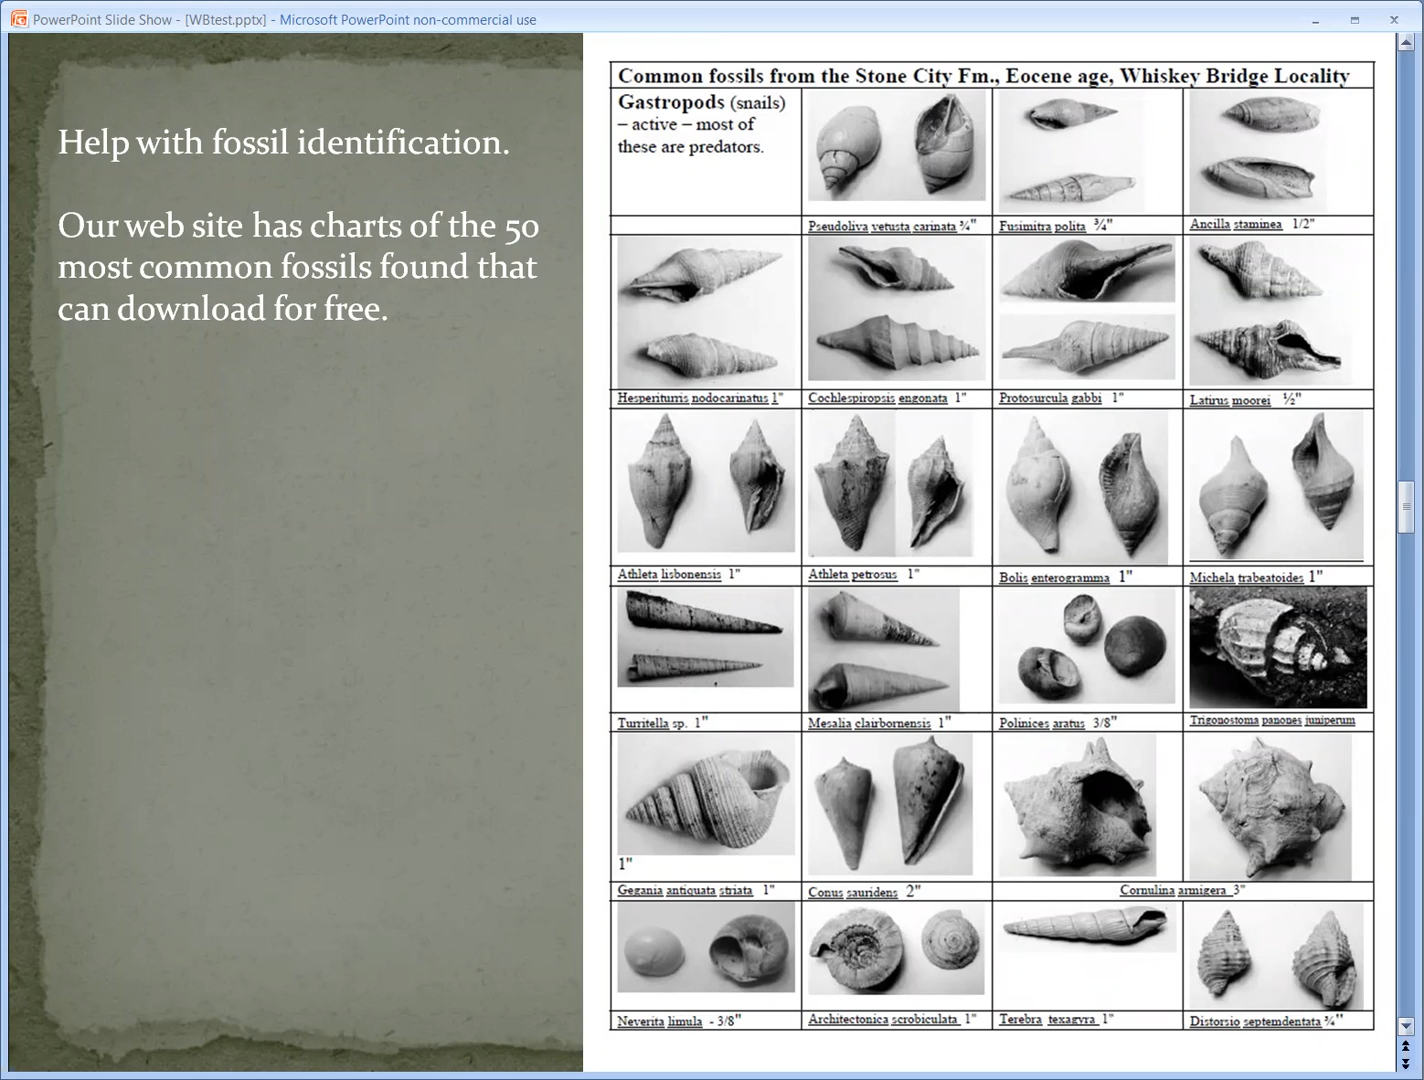 PowerPoint Slide Show - [WBtest.pptx] - Microsoft PowerPoint non-commercial use
Help with fossil identification.
Our web site has charts of the 50
most common fossils found that
can download for free.
Common fossils from the Stone City Fm., Eocene age, Whiskey Bridge Locality
Gastropods (snails)
– active – most of
these are predators.
Pseudoliva vetusta carinata ¾"
Fusimitra polita ¾"
Ancilla staminea 1/2"
Hesperiturris nodocarinatus 1"
Cochlespiropsis engonata 1"
Protosurcula gabbi 1"
Latirus moorei ½"
Athleta lisbonensis 1"
Athleta petrosus 1"
Bolis enterogramma 1"
Michela trabeatoides 1"
Turritella sp. 1"
Mesalia clairbornensis 1"
Polinices aratus 3/8"
Trigonostoma panones juniperum
1"
Gegania antiquata striata 1"
Conus sauridens 2"
Cornulina armigera 3"
Neverita limula - 3/8"
Architectonica scrobiculata 1"
Terebra texagyra 1"
Distorsio septemdentata ¾"